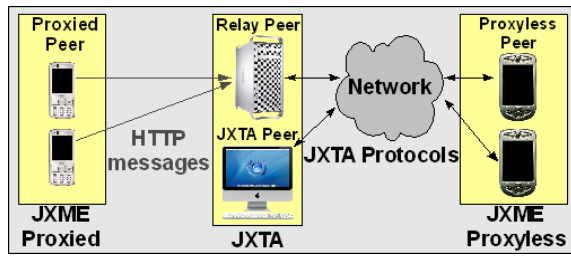 Proxied
Peer
HTTP
messages
JXME
Proxied
Relay Peer
JXTA Peer
JXTA
Network
JXTA Protocols
Proxyless
Peer
JXME
Proxyless